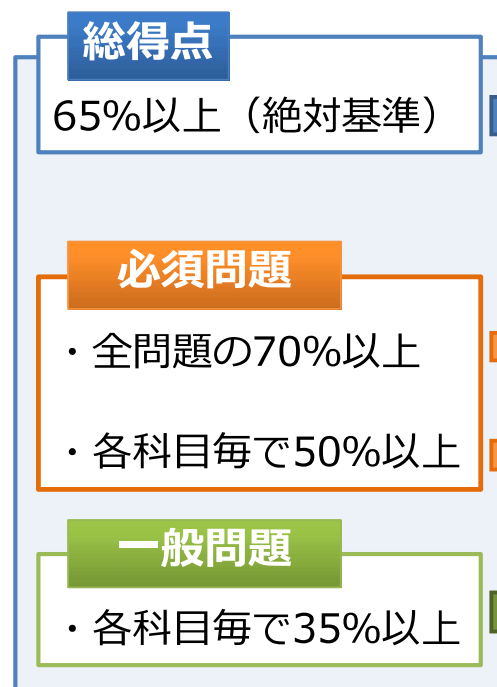 総得点
65%以上（絶対基準）
必須問題
・全問題の70%以上
・各科目毎で50%以上
一般問題
・各科目毎で35%以上